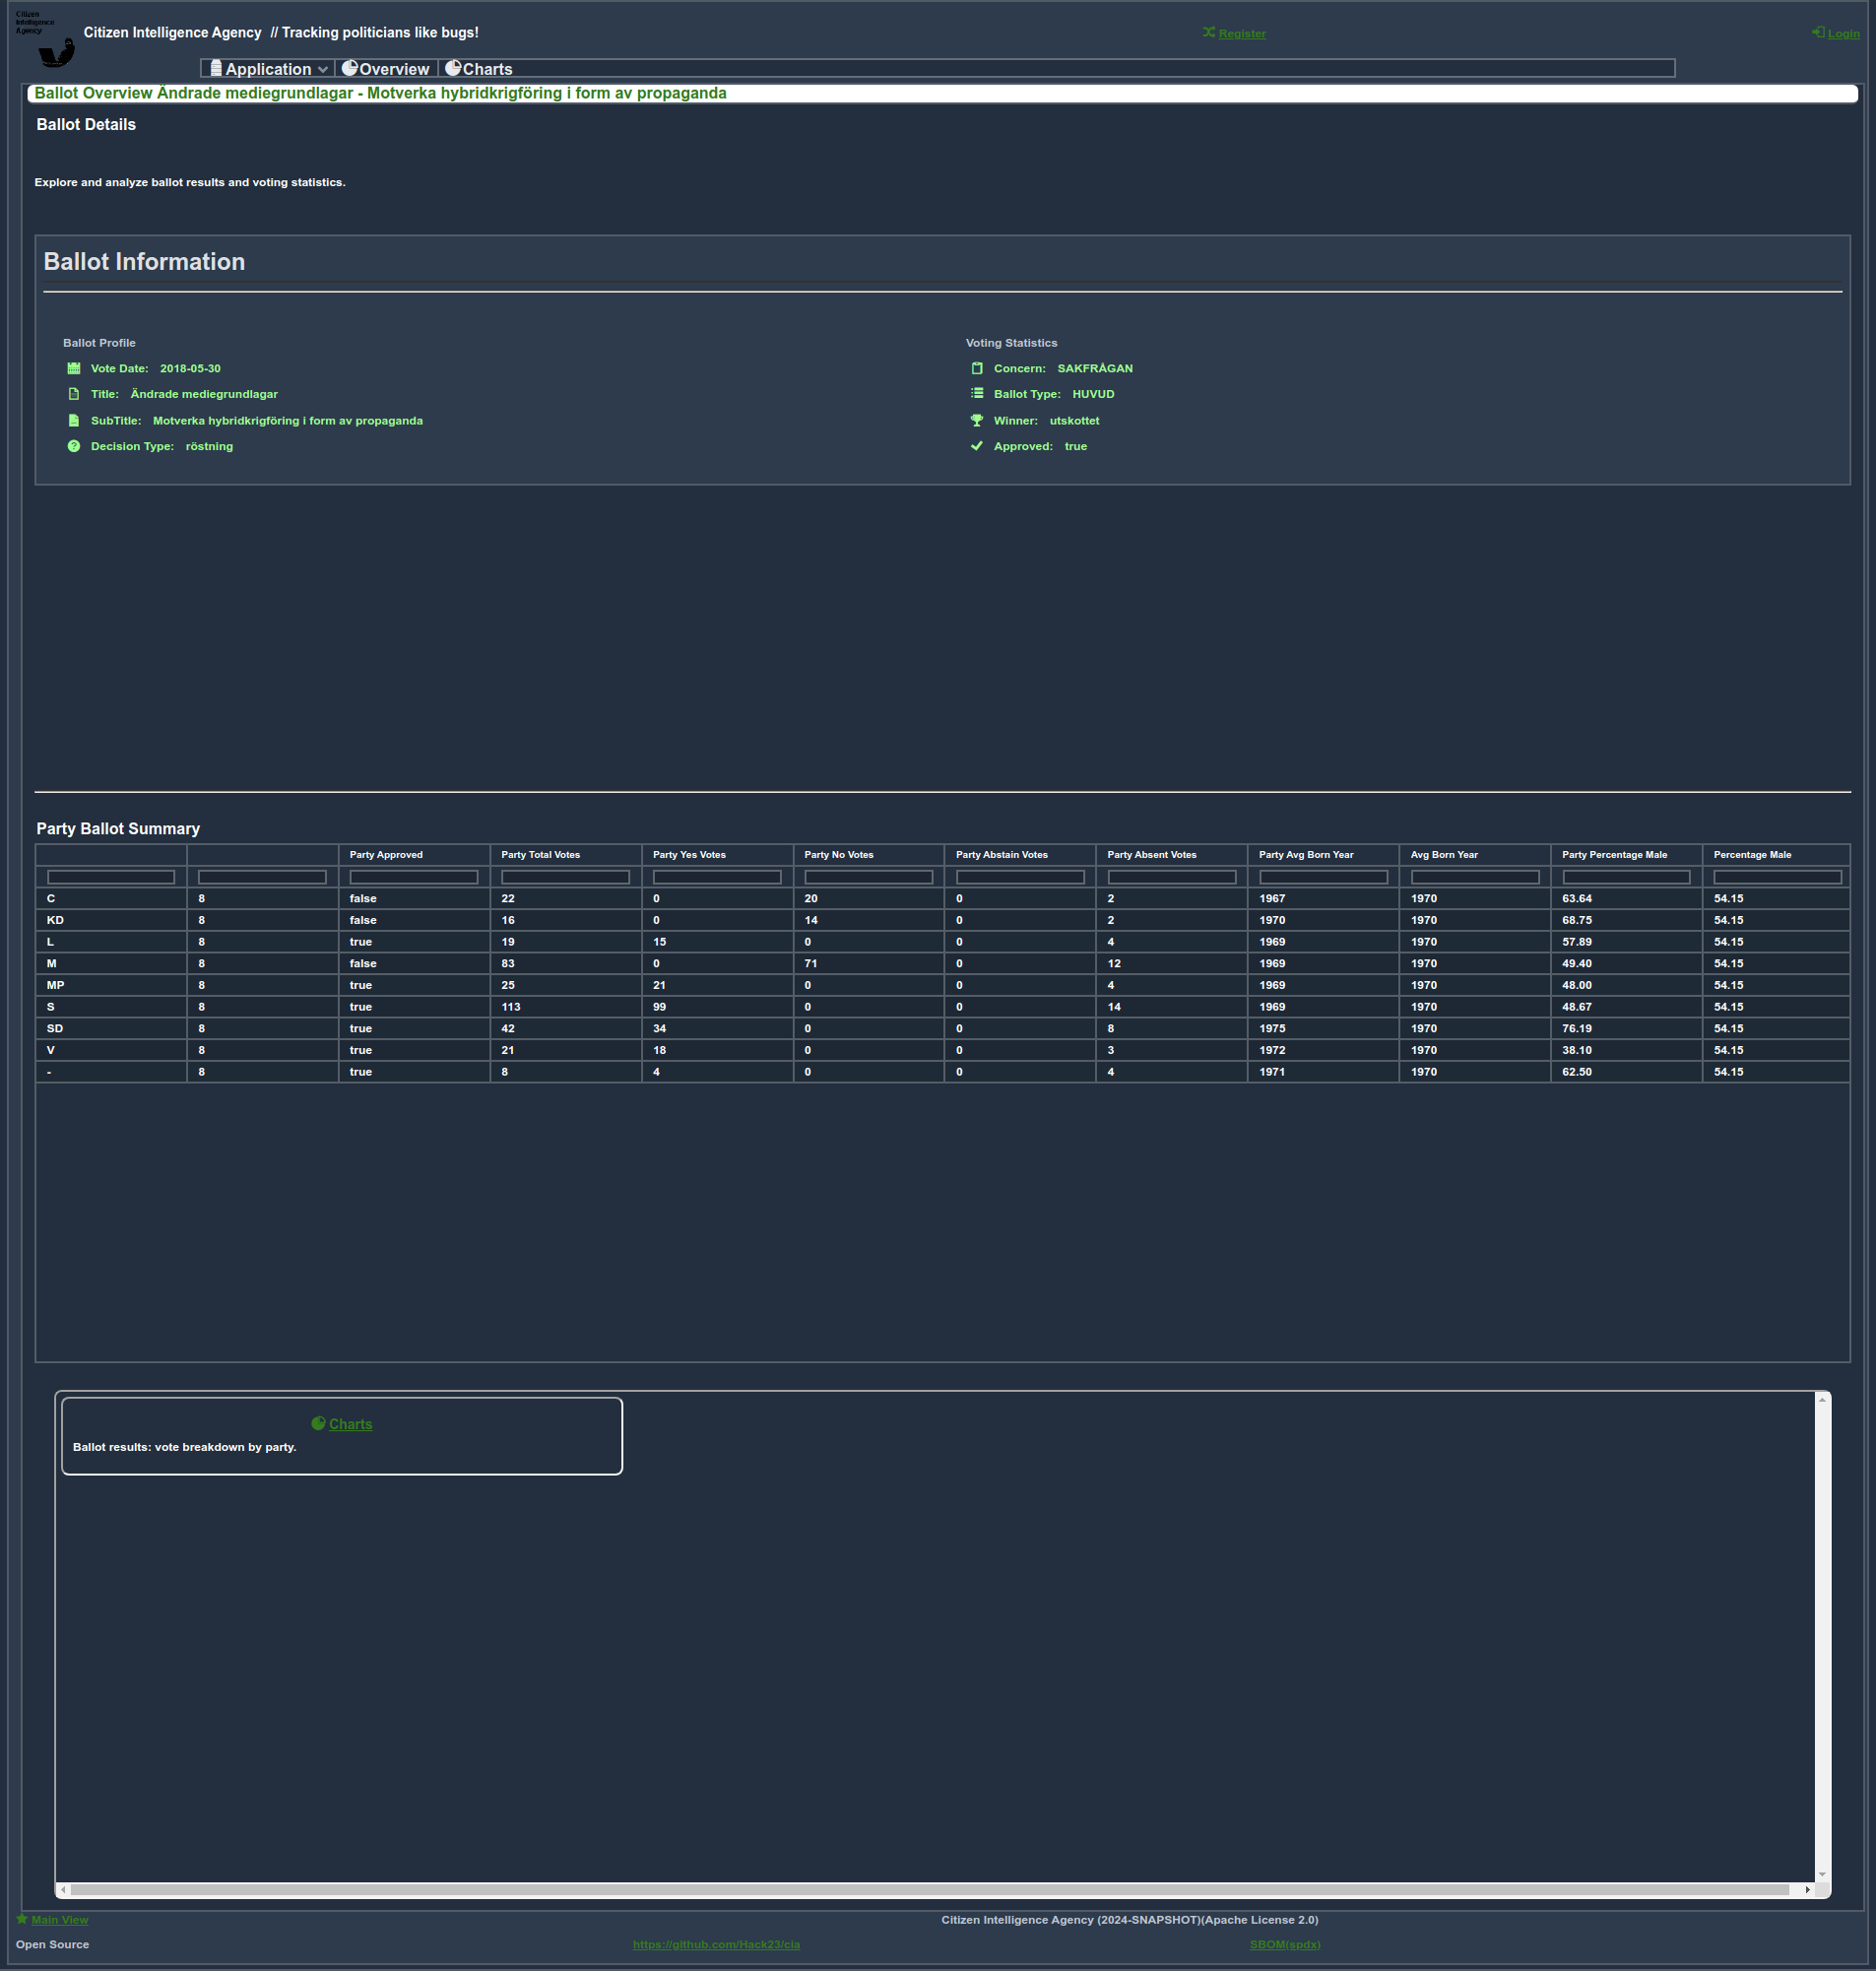 Citizen
Intelligence
Agency
Citizen Intelligence Agency // Tracking politicians like bugs!
Register
Login
Application Overview Charts
Ballot Overview Ändrade mediegrundlagar - Motverka hybridkrigföring i form av propaganda
Ballot Details
Explore and analyze ballot results and voting statistics.
Ballot Information
Ballot Profile
Vote Date: 2018-05-30
Title: Ändrade mediegrundlagar
SubTitle: Motverka hybridkrigföring i form av propaganda
Decision Type: röstning
Voting Statistics
Concern: SAKFRÅGAN
Ballot Type: HUVUD
Winner: utskottet
Approved: true
Party Ballot Summary
Party Approved Party Total Votes Party Yes Votes Party No Votes Party Abstain Votes Party Absent Votes Party Avg Born Year Avg Born Year Party Percentage Male Percentage Male
C 8 false 22 0 20 0 2 1967 1970 63.64 54.15
KD 8 false 16 0 14 0 2 1970 1970 68.75 54.15
L 8 true 19 15 0 0 4 1969 1970 57.89 54.15
M 8 false 83 0 71 0 12 1969 1970 49.40 54.15
MP 8 true 25 21 0 0 4 1969 1970 48.00 54.15
S 8 true 113 99 0 0 14 1969 1970 48.67 54.15
SD 8 true 42 34 0 0 8 1975 1970 76.19 54.15
V 8 true 21 18 0 0 3 1972 1970 38.10 54.15
- 8 true 8 4 0 0 4 1971 1970 62.50 54.15
Charts
Ballot results: vote breakdown by party.
Main View
Citizen Intelligence Agency (2024-SNAPSHOT)(Apache License 2.0)
Open Source
https://github.com/Hack23/cia
SBOM(spdx)